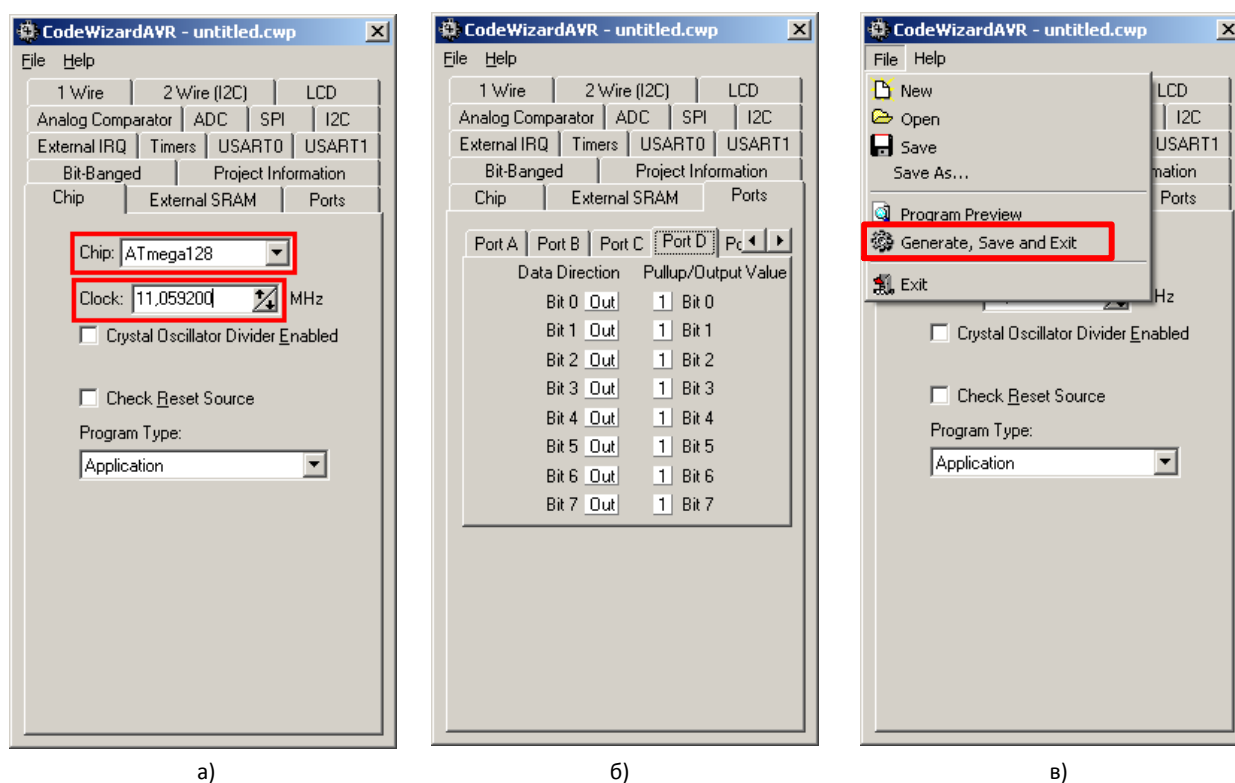 CodeWizardAVR - untitled.cwp
File Help
1 Wire 2 Wire (I2C) LCD
Analog Comparator ADC SPI I2C
External IRQ Timers USART0 USART1
Bit-Banged Project Information
Chip External SRAM Ports
Chip: ATmega128
Clock: 11,059200 MHz
Crystal Oscillator Divider Enabled
Check Reset Source
Program Type:
Application
а)
CodeWizardAVR - untitled.cwp
File Help
1 Wire 2 Wire (I2C) LCD
Analog Comparator ADC SPI I2C
External IRQ Timers USART0 USART1
Bit-Banged Project Information
Chip External SRAM Ports
Port A Port B Port C Port D
Data Direction Pullup/Output Value
Bit 0 Out 1 Bit 0
Bit 1 Out 1 Bit 1
Bit 2 Out 1 Bit 2
Bit 3 Out 1 Bit 3
Bit 4 Out 1 Bit 4
Bit 5 Out 1 Bit 5
Bit 6 Out 1 Bit 6
Bit 7 Out 1 Bit 7
б)
CodeWizardAVR - untitled.cwp
File Help
New LCD
Open I2C
Save USART1
Save As... mation
Ports
Program Preview
Generate, Save and Exit
Exit Hz
Crystal Oscillator Divider Enabled
Check Reset Source
Program Type:
Application
в)